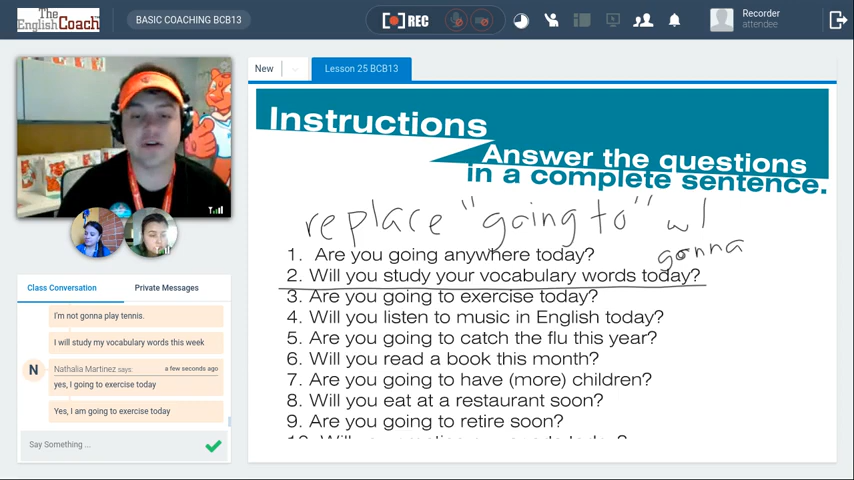 The
EnglishCoach
BASIC COACHING BCB13
REC
Recorder
attendee
New
Lesson 25 BCB13
Instructions
Answer the questions
in a complete sentence.
replace "going to" w/
gonna
1. Are you going anywhere today?
2. Will you study your vocabulary words today?
3. Are you going to exercise today?
4. Will you listen to music in English today?
5. Are you going to catch the flu this year?
6. Will you read a book this month?
7. Are you going to have (more) children?
8. Will you eat at a restaurant soon?
9. Are you going to retire soon?
Class Conversation
Private Messages
I'm not gonna play tennis.
I will study my vocabulary words this week
N
Nathalia Martinez says:
a few seconds ago
yes, I going to exercise today
Yes, I am going to exercise today
Say Something ...